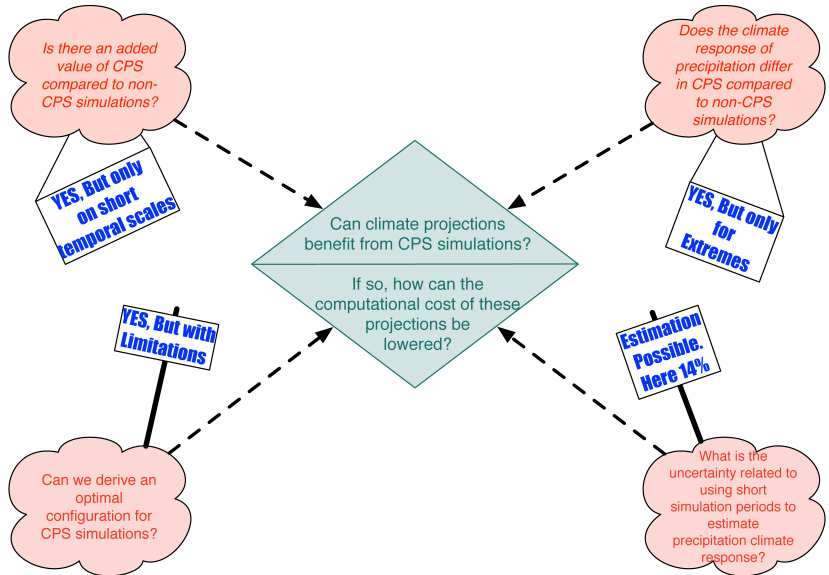 Is there an added
value of CPS
compared to non-
CPS simulations?
YES, But only
on short
temporal scales
Does the climate
response of
precipitation differ
in CPS compared
to non-CPS
simulations?
YES, But only
for
Extremes
Can climate projections
benefit from CPS simulations?
If so, how can the
computational cost of these
projections be
lowered?
YES, But with
Limitations
Can we derive an
optimal
configuration for
CPS simulations?
Estimation
Possible.
Here 14%
What is the
uncertainty related to
using short
simulation periods to
estimate
precipitation climate
response?